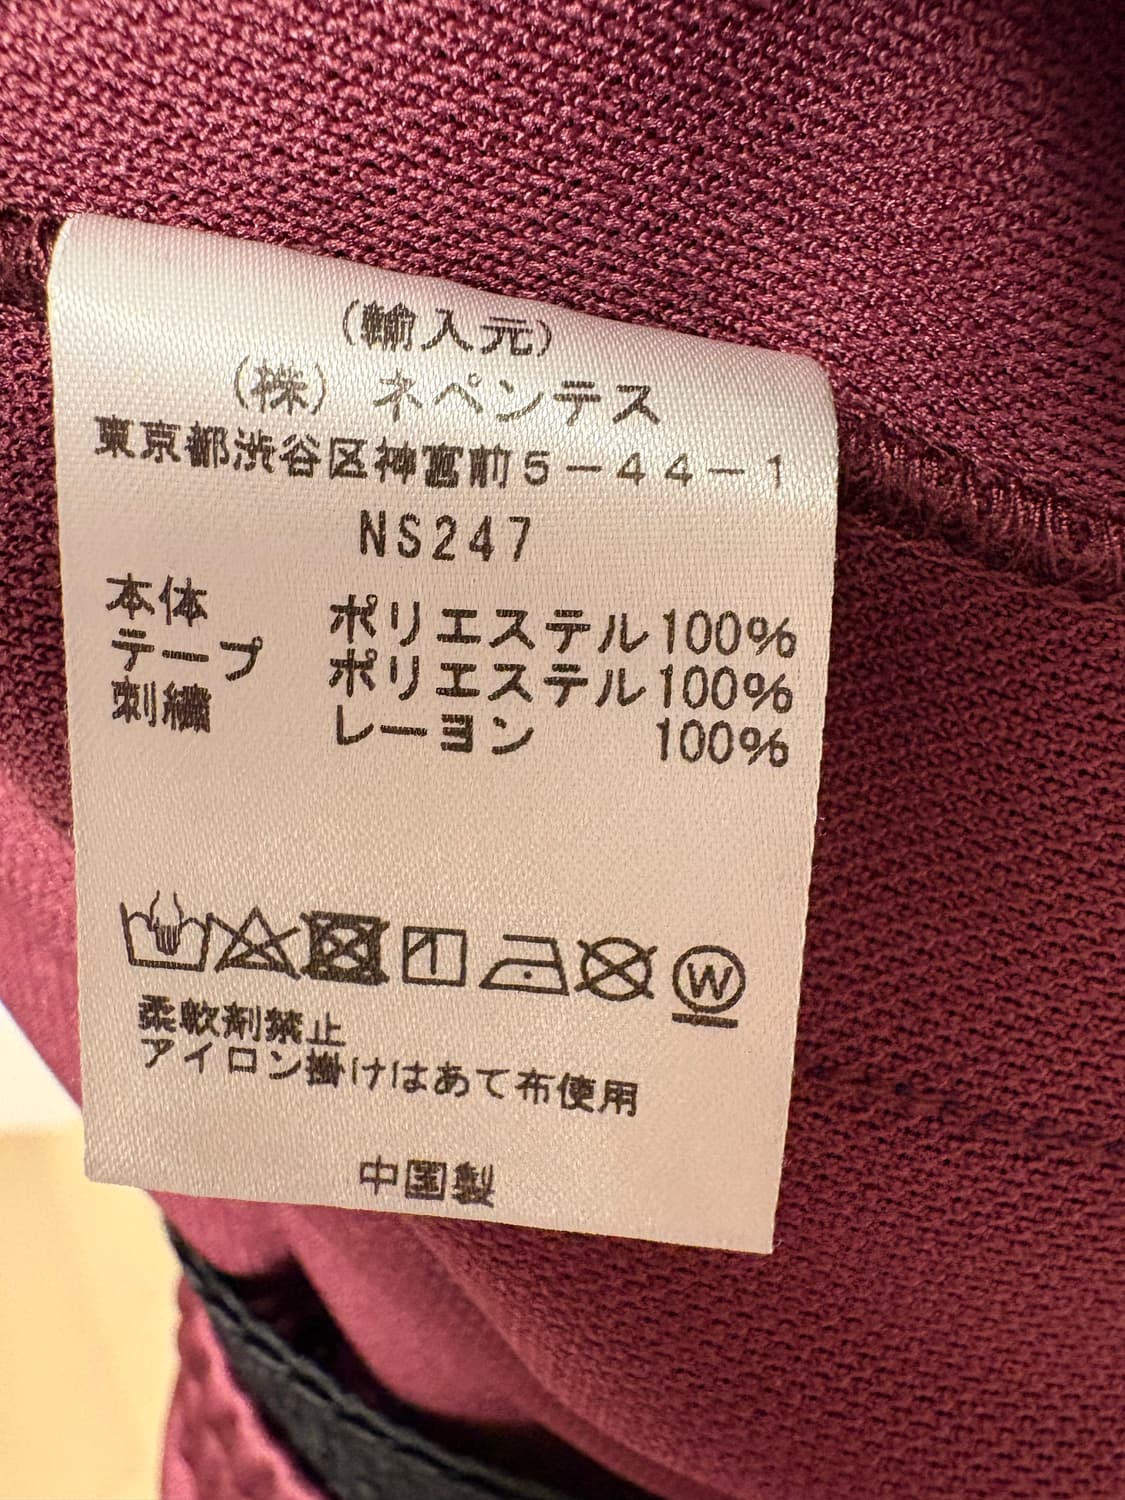 (輸入元)
(株) ネペンテス
東京都渋谷区神宮前5-44-1
NS247
本体 ポリエステル100%
テープ ポリエステル100%
刺繍 レーヨン 100%
W
柔軟剤禁止
アイロン掛けはあて布使用
中国製